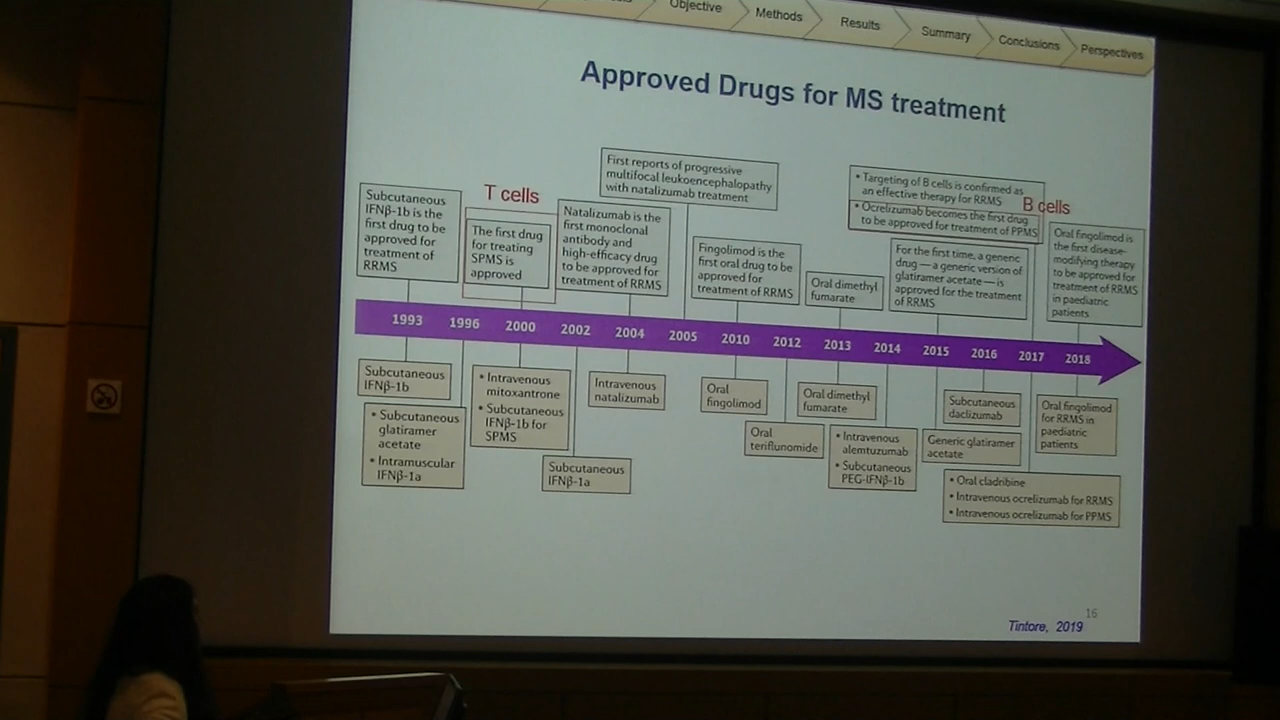 Objective
Methods
Results
Summary
Conclusions
Perspectives
Approved Drugs for MS treatment
Subcutaneous
IFNβ-1b is the
first drug to be
approved for
treatment of
RRMS
T cells
The first drug
for treating
SPMS is
approved
Natalizumab is the
first monoclonal
antibody and
high-efficacy drug
to be approved for
treatment of RRMS
First reports of progressive
multifocal leukoencephalopathy
with natalizumab treatment
Fingolimod is the
first oral drug to be
approved for
treatment of RRMS
Oral dimethyl
fumarate
• Targeting of B cells is confirmed as
an effective therapy for RRMS
• Ocrelizumab becomes the first drug
to be approved for treatment of PPMS
B cells
For the first time, a generic
drug — a generic version of
glatiramer acetate — is
approved for the treatment
of RRMS
Oral fingolimod is
the first disease-
modifying therapy
to be approved for
treatment of RRMS
in paediatric
patients
1993 1996 2000 2002 2004 2005 2010 2012 2013 2014 2015 2016 2017 2018
Subcutaneous
IFNβ-1b
• Subcutaneous
glatiramer
acetate
• Intramuscular
IFNβ-1a
• Intravenous
mitoxantrone
• Subcutaneous
IFNβ-1b for
SPMS
Subcutaneous
IFNβ-1a
Intravenous
natalizumab
Oral
fingolimod
Oral
teriflunomide
Oral dimethyl
fumarate
• Intravenous
alemtuzumab
• Subcutaneous
PEG-IFNβ-1b
Subcutaneous
daclizumab
Generic glatiramer
acetate
• Oral cladribine
• Intravenous ocrelizumab for RRMS
• Intravenous ocrelizumab for PPMS
Oral fingolimod
for RRMS in
paediatric
patients
16
Tintore, 2019